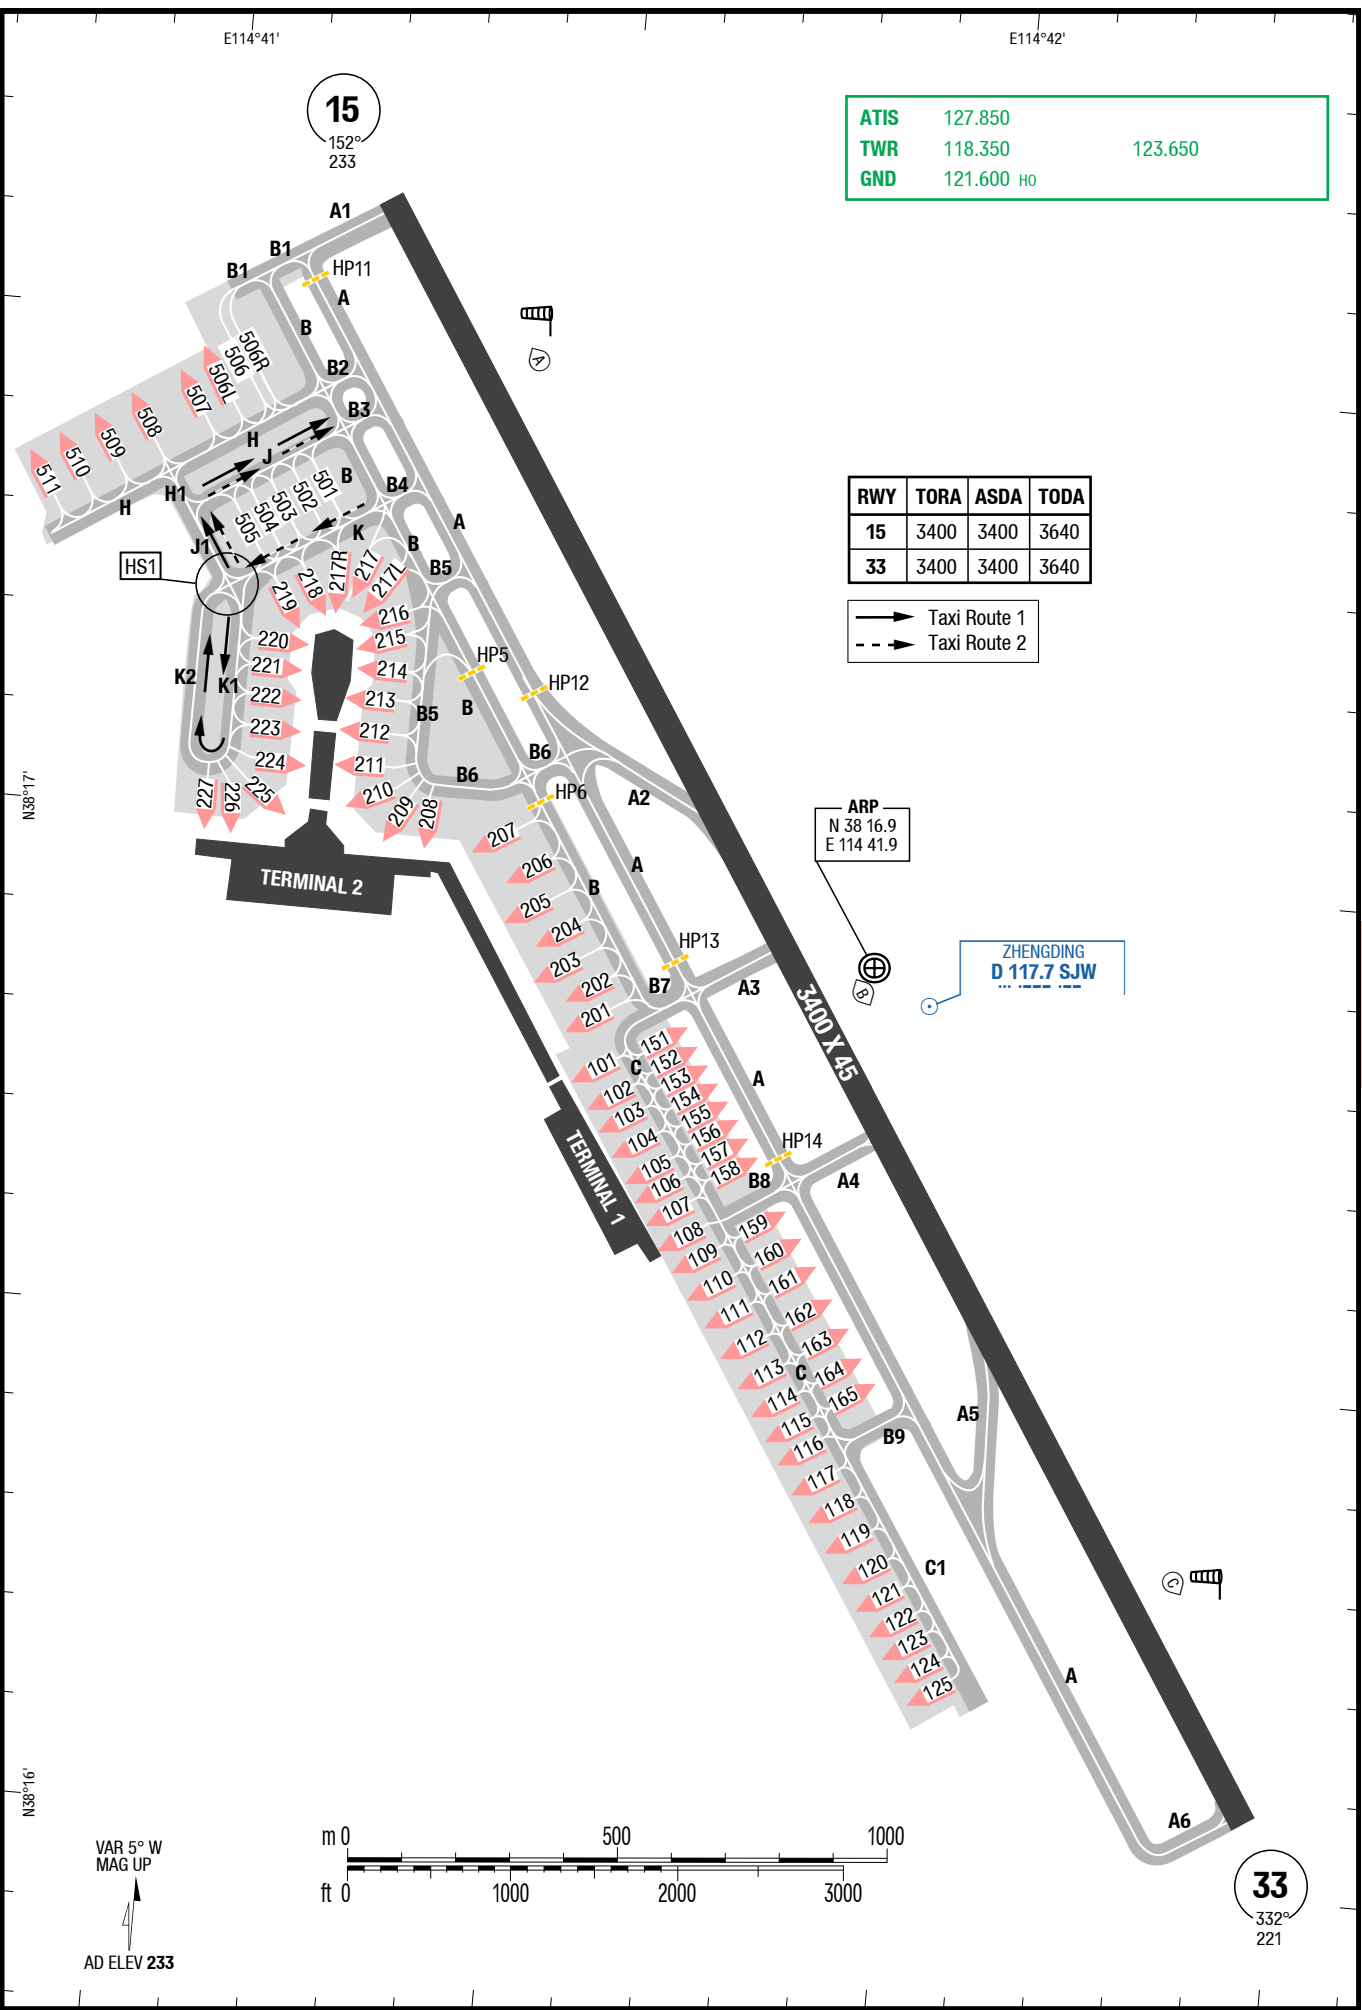 E114°41'
E114°42'
15
152°
233
ATIS 127.850
TWR 118.350 123.650
GND 121.600 HO
A1
B1
B1
HP11
A
B
A
506R
506
506L
B2
507
B3
508
H
509
J
510
B
501
511
502
B4
H1
503
504
H
505
A
K
B
J1
HS1
B5
217R
217
217L
218
219
216
220
215
221
214
HP5
K2
K1
HP12
222
213
B5
B
223
212
B6
224
211
B6
227
226
225
210
209
208
HP6
A2
N38°17'
207
A
206
B
205
204
203
202
201
TERMINAL 2
RWY TORA ASDA TODA
15 3400 3400 3640
33 3400 3400 3640
Taxi Route 1
Taxi Route 2
ARP
N 38 16.9
E 114 41.9
ZHENGDING
D 117.7 SJW
B
HP13
B7
A3
3400 X 45
151
152
153
154
155
156
157
158
C
A
101
102
103
104
105
106
107
108
109
110
111
112
113
114
115
116
117
118
119
120
121
122
123
124
125
TERMINAL 1
HP14
B8
A4
159
160
161
162
163
164
165
C
A5
B9
C1
C
A
A6
N38°16'
VAR 5° W
MAG UP
AD ELEV 233
m 0 500 1000
ft 0 1000 2000 3000
33
332°
221